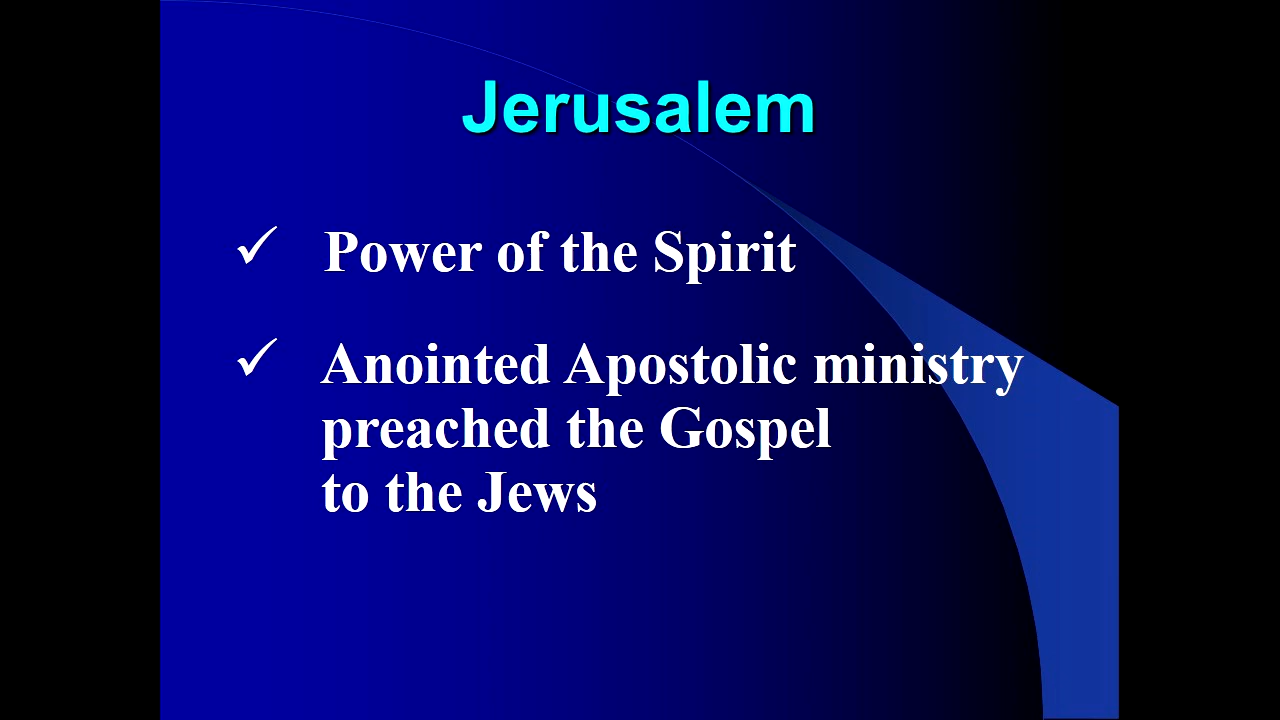 Jerusalem
✓ Power of the Spirit
✓ Anointed Apostolic ministry
preached the Gospel
to the Jews